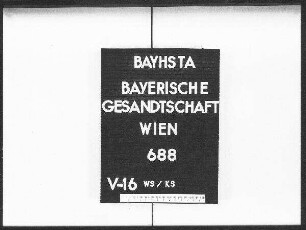 BAYHSTA
BAYERISCHE
GESANDTSCHAFT
WIEN
688
V-16 WS/KS